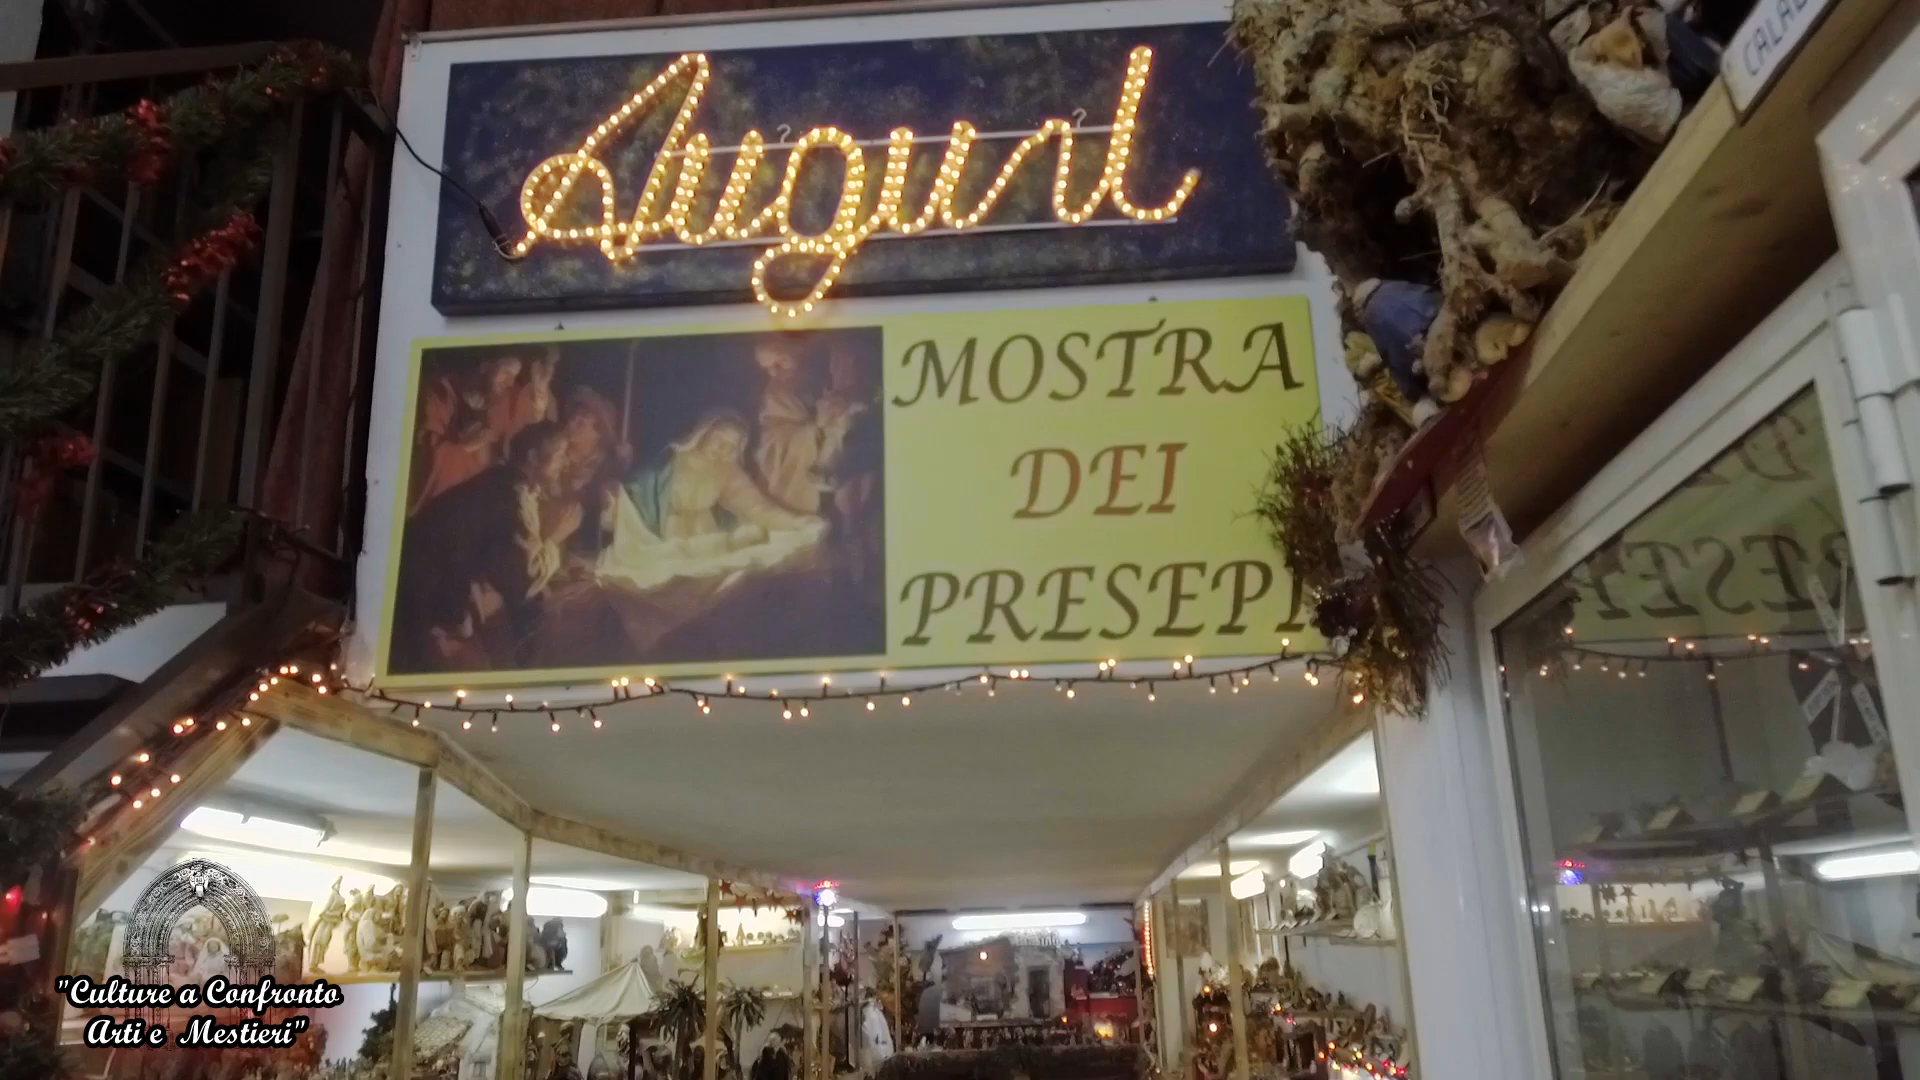 Auguri
MOSTRA
DEI
PRESEPI
"Culture a Confronto
Arti e Mestieri"